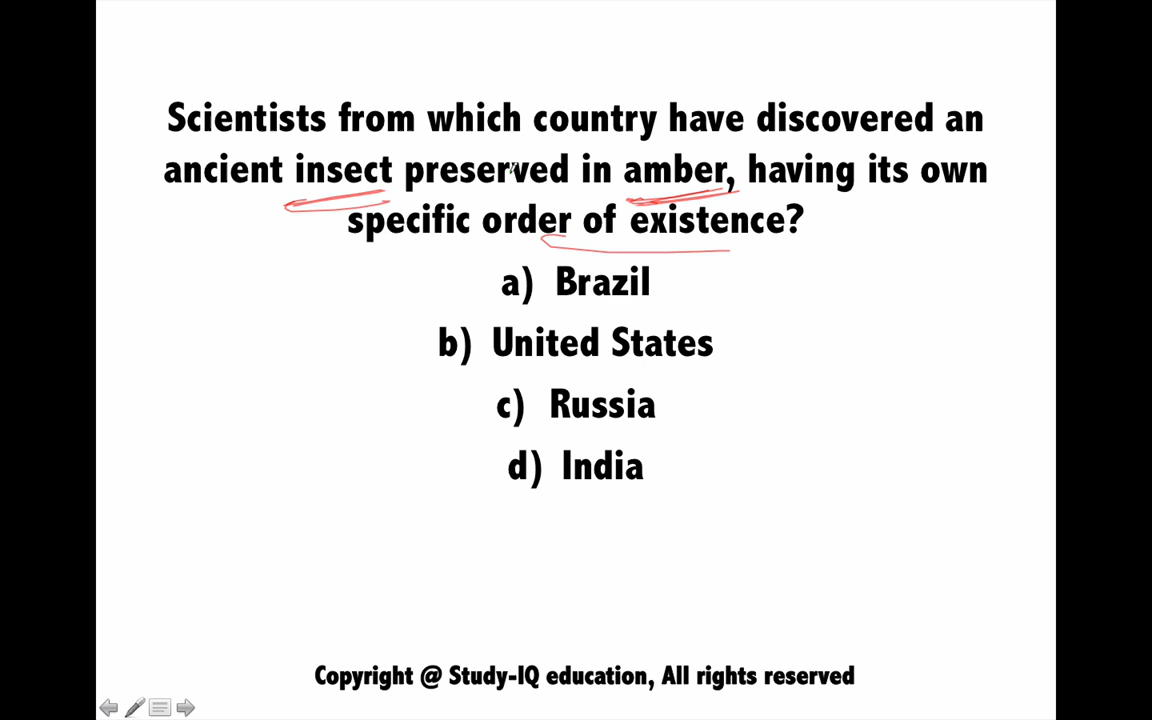 Scientists from which country have discovered an
ancient insect preserved in amber, having its own
specific order of existence?
a) Brazil
b) United States
c) Russia
d) India
Copyright @ Study-IQ education, All rights reserved